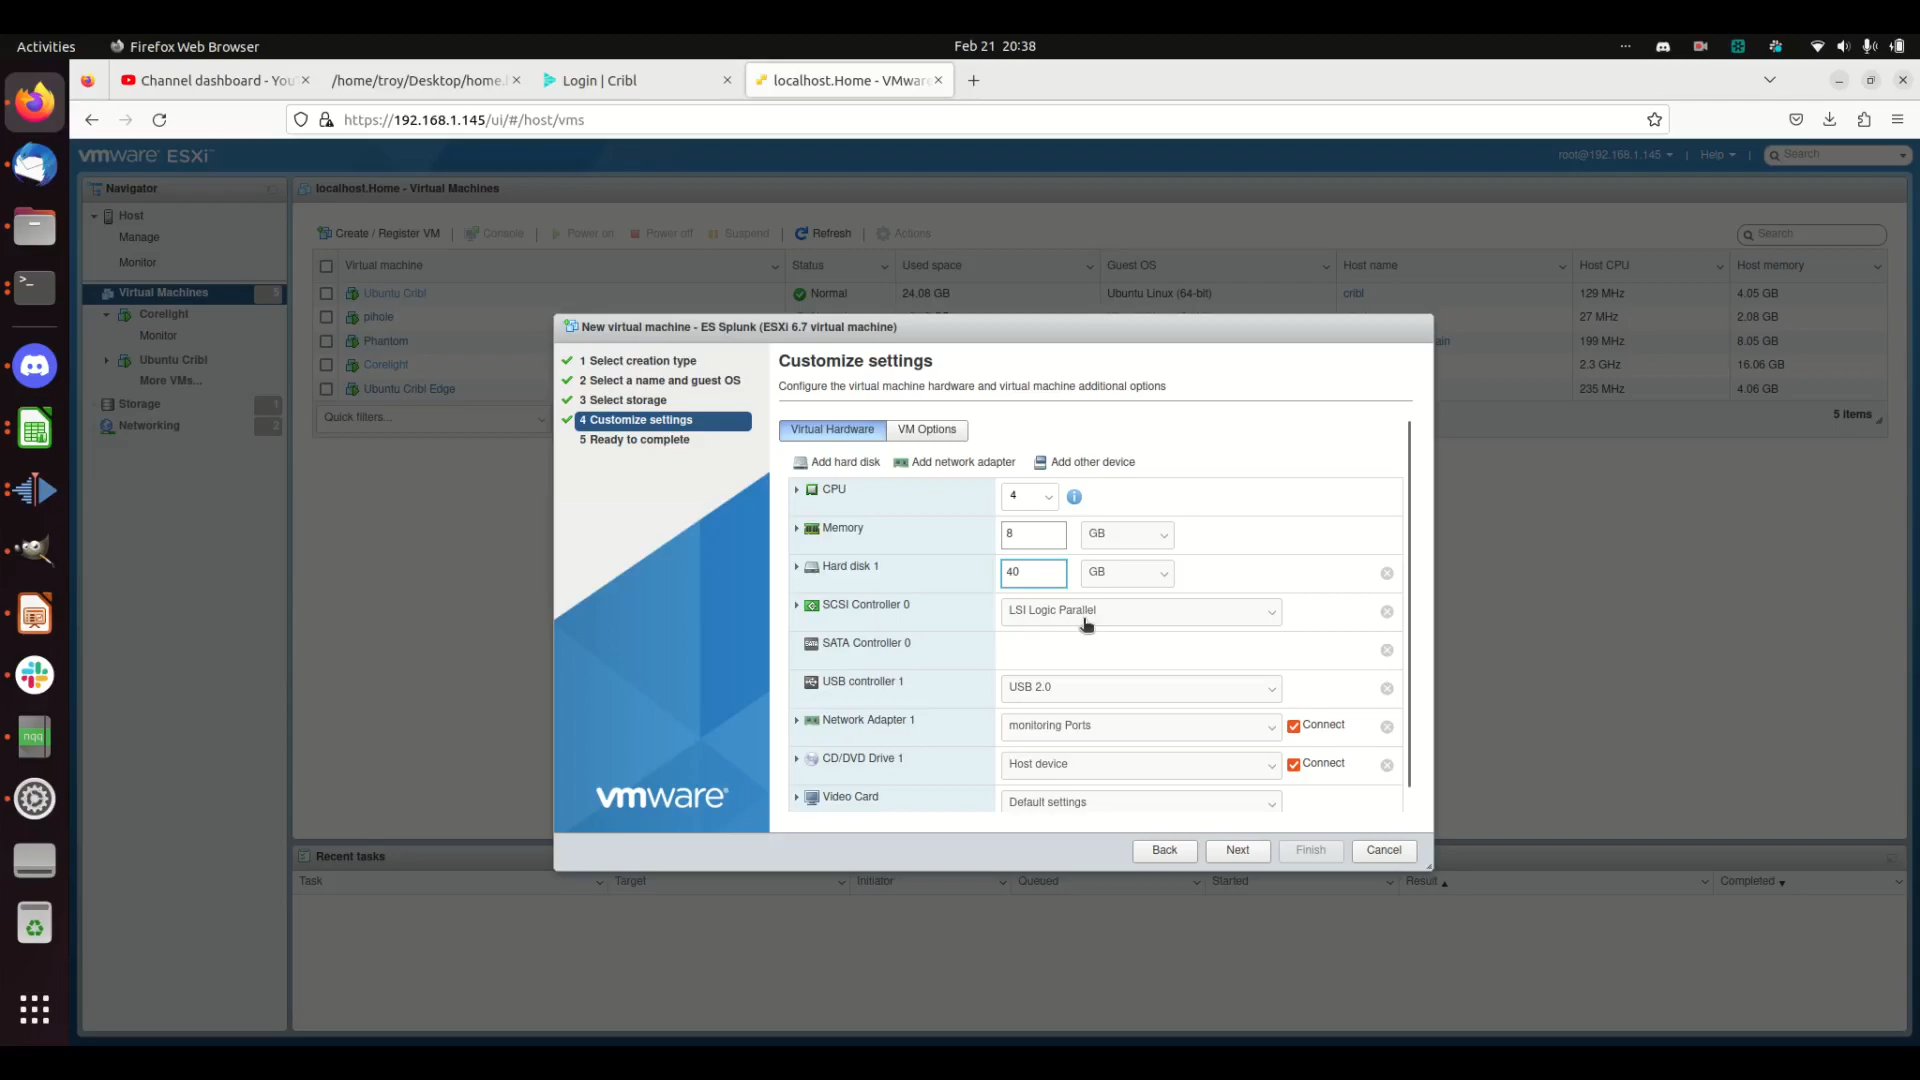 Activities
Firefox Web Browser
Feb 21 20:38
Channel dashboard - You
/home/troy/Desktop/home.
Login | Cribl
localhost.Home - VMware
https://192.168.1.145/ui/#/host/vms
vmware ESXi
root@192.168.1.145 | Help | Search
Navigator
localhost.Home - Virtual Machines
Host
Manage
Monitor
Virtual Machines 5
Corelight
Monitor
Ubuntu Cribl
More VMs...
Storage 1
Networking 2
Create / Register VM | Console | Power on Power off Suspend | Refresh | Actions
Search
Virtual machine Status Used space Guest OS Host name Host CPU Host memory
Ubuntu Cribl Normal 24.08 GB Ubuntu Linux (64-bit) cribl 129 MHz 4.05 GB
pihole 27 MHz 2.08 GB
Phantom ain 199 MHz 8.05 GB
Corelight 2.3 GHz 16.06 GB
Ubuntu Cribl Edge 235 MHz 4.06 GB
Quick filters...
5 items
New virtual machine - ES Splunk (ESXi 6.7 virtual machine)
1 Select creation type
2 Select a name and guest OS
3 Select storage
4 Customize settings
5 Ready to complete
vmware
Customize settings
Configure the virtual machine hardware and virtual machine additional options
Virtual Hardware VM Options
Add hard disk Add network adapter Add other device
CPU 4
Memory 8 GB
Hard disk 1 40 GB
SCSI Controller 0 LSI Logic Parallel
SATA Controller 0
USB controller 1 USB 2.0
Network Adapter 1 monitoring Ports Connect
CD/DVD Drive 1 Host device Connect
Video Card Default settings
Back Next Finish Cancel
Recent tasks
Task Target Initiator Queued Started Result Completed
nqq